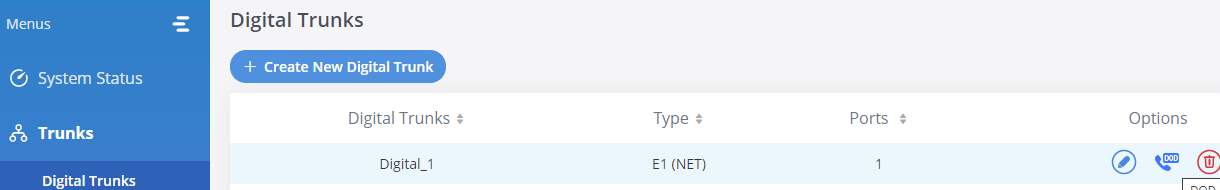 Menus
Digital Trunks
+ Create New Digital Trunk
System Status
Digital Trunks Type Ports Options
Trunks
Digital_1 E1 (NET) 1 DOD
Digital Trunks